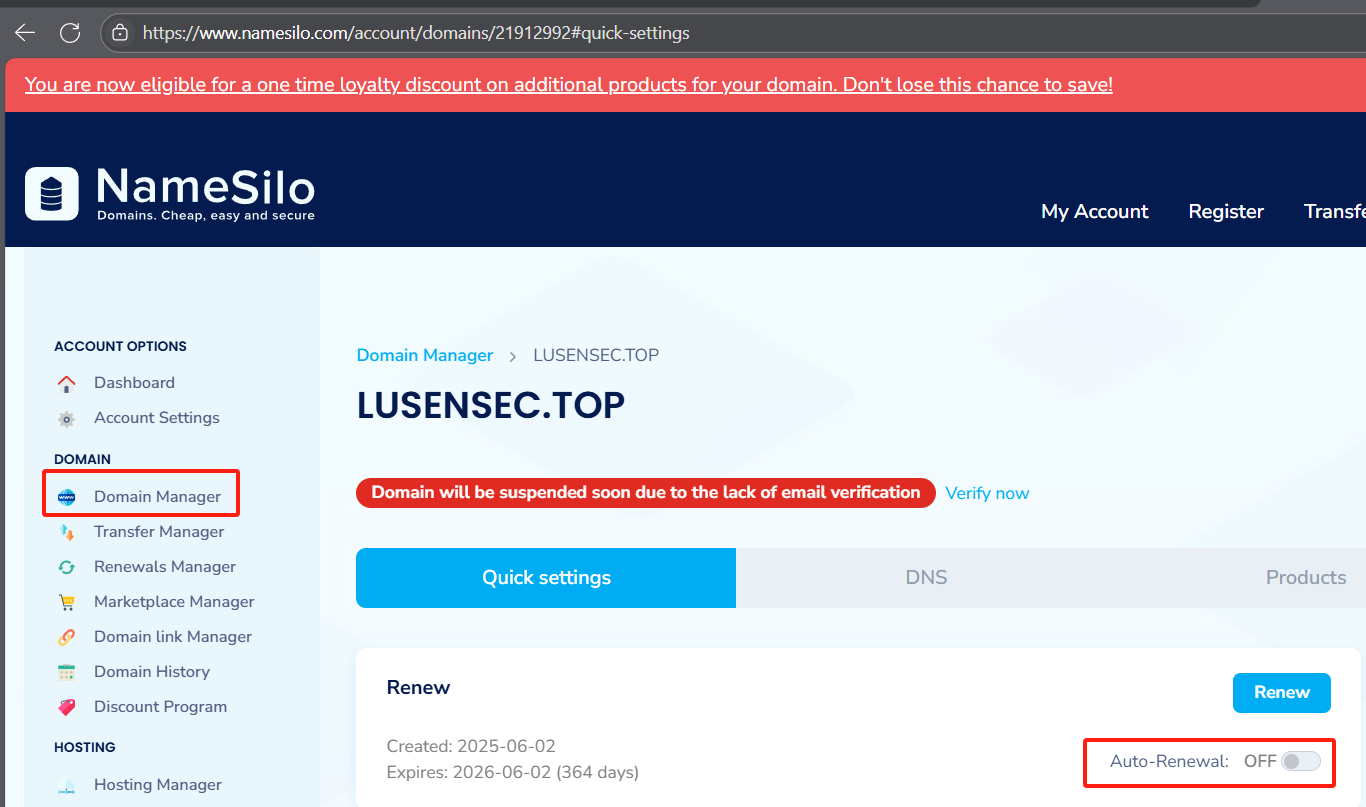 https://www.namesilo.com/account/domains/21912992#quick-settings
You are now eligible for a one time loyalty discount on additional products for your domain. Don't lose this chance to save!
NameSilo
Domains. Cheap, easy and secure
My Account
Register
Transfe
ACCOUNT OPTIONS
Dashboard
Account Settings
DOMAIN
Domain Manager
Transfer Manager
Renewals Manager
Marketplace Manager
Domain link Manager
Domain History
Discount Program
HOSTING
Hosting Manager
Domain Manager > LUSENSEC.TOP
LUSENSEC.TOP
Domain will be suspended soon due to the lack of email verification
Verify now
Quick settings
DNS
Products
Renew
Renew
Created: 2025-06-02
Expires: 2026-06-02 (364 days)
Auto-Renewal: OFF